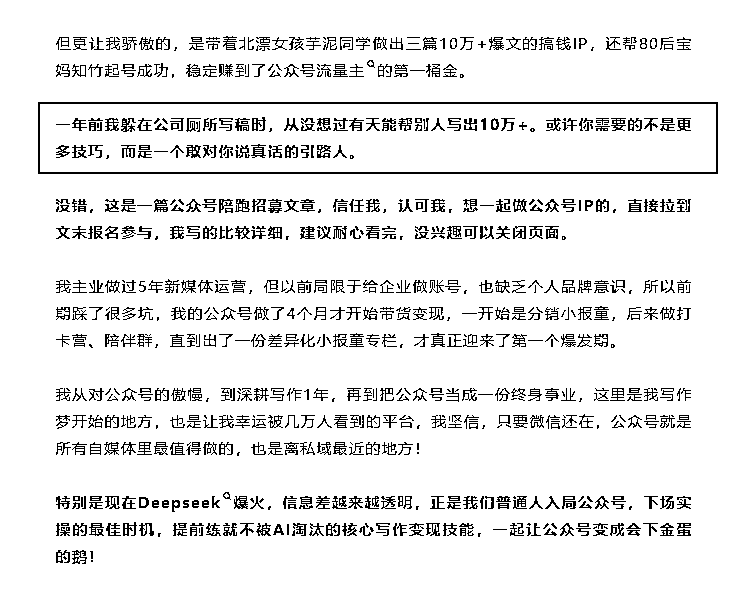 但更让我骄傲的，是带着北漂女孩芋泥同学做出三篇10万+爆文的搞钱IP，还帮80后宝
妈知竹起号成功，稳定赚到了公众号流量主的第一桶金。
一年前我躲在公司厕所写稿时，从没想过有天能帮别人写出10万+。或许你需要的不是更
多技巧，而是一个敢对你说真话的引路人。
没错，这是一篇公众号陪跑招募文章，信任我，认可我，想一起做公众号IP的，直接拉到
文末报名参与，我写的比较详细，建议耐心看完，没兴趣可以关闭页面。
我主业做过5年新媒体运营，但以前局限于给企业做账号，也缺乏个人品牌意识，所以前
期踩了很多坑，我的公众号做了4个月才开始带货变现，一开始是分销小报童，后来做打
卡营、陪伴群，直到出了一份差异化小报童专栏，才真正迎来了第一个爆发期。
我从对公众号的傲慢，到深耕写作1年，再到把公众号当成一份终身事业，这里是我写作
梦开始的地方，也是让我幸运被几万人看到的平台，我坚信，只要微信还在，公众号就是
所有自媒体里最值得做的，也是离私域最近的地方！
特别是现在Deepseek爆火，信息差越来越透明，正是我们普通人入局公众号，下场实
操的最佳时机，提前练就不被AI淘汰的核心写作变现技能，一起让公众号变成会下金蛋
的鹅！